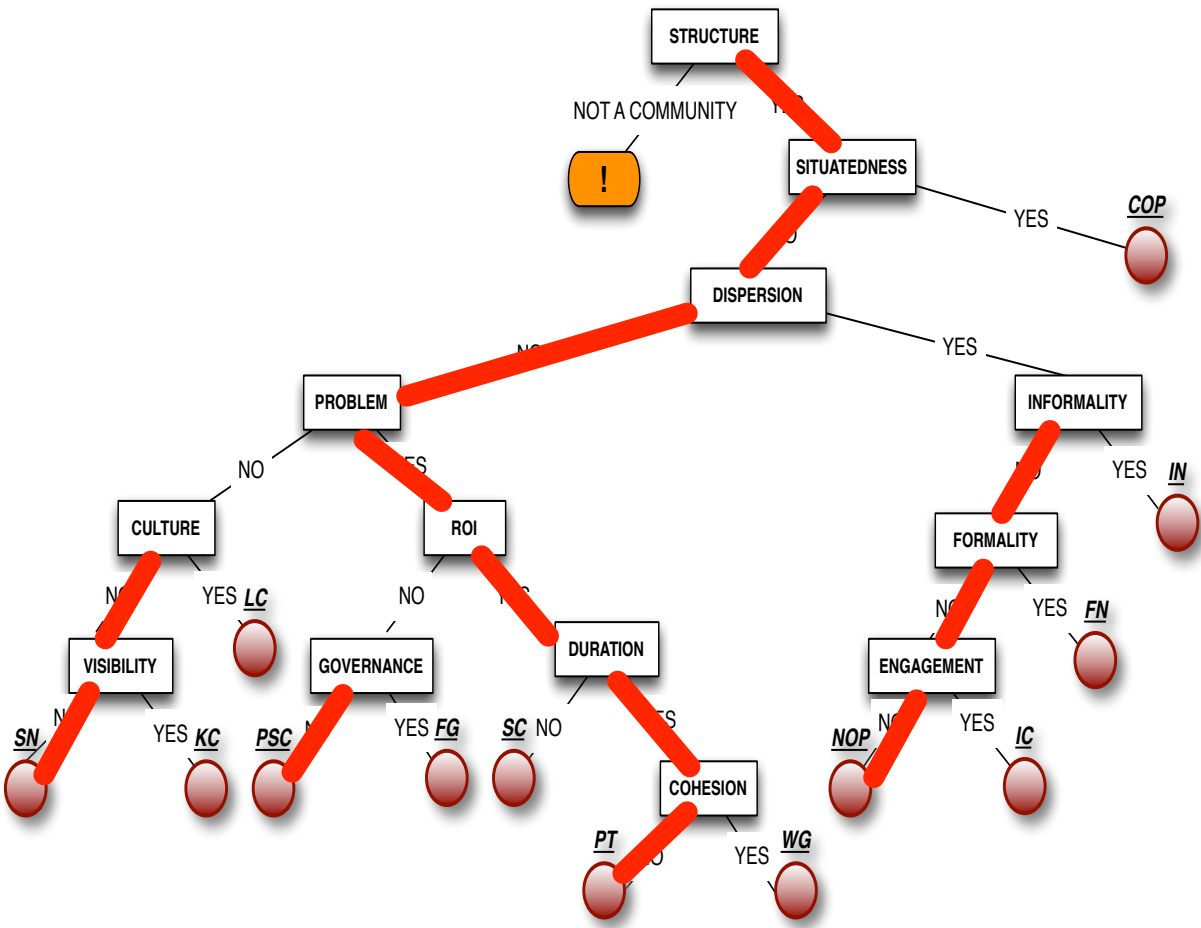 STRUCTURE
NOT A COMMUNITY
!
SITUATEDNESS
YES
COP
DISPERSION
YES
PROBLEM
INFORMALITY
NO
YES
IN
CULTURE
ROI
FORMALITY
YES
LC
NO
YES
FN
VISIBILITY
GOVERNANCE
DURATION
ENGAGEMENT
SN
YES
KC
PSC
YES
FG
SC
NO
NOP
YES
IC
COHESION
PT
YES
WG